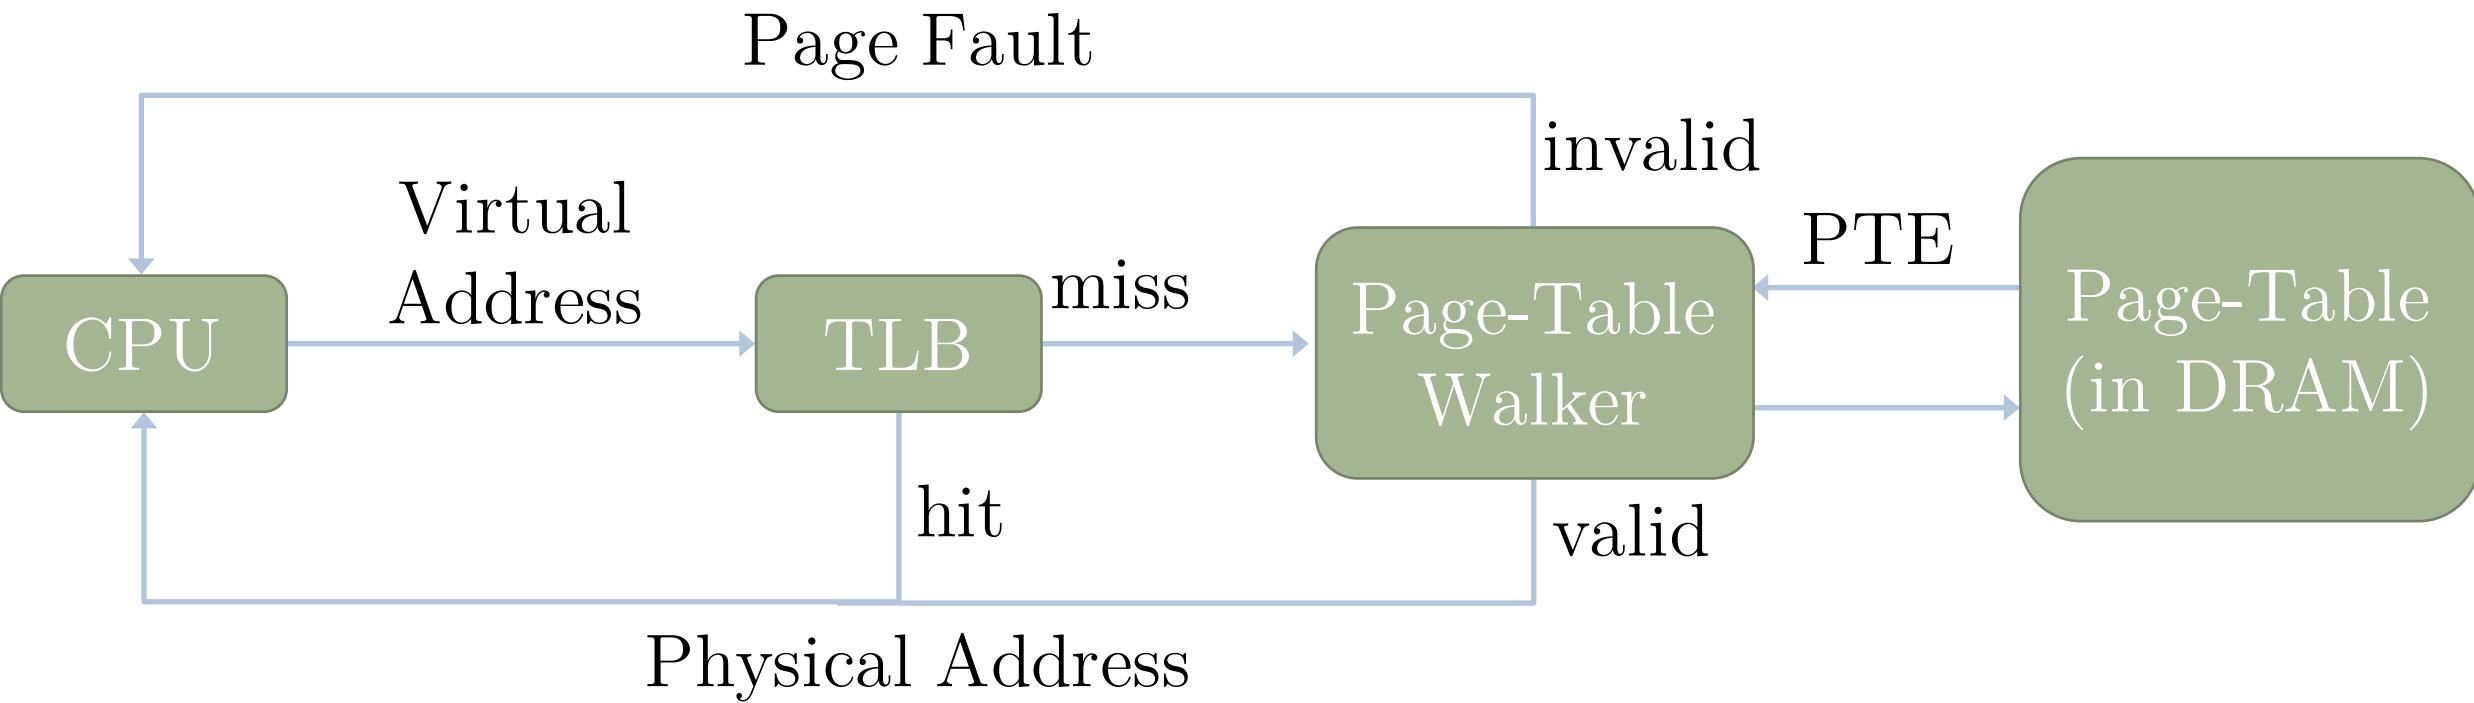 Page Fault
invalid
Virtual
Address
miss
PTE
CPU
TLB
Page-Table
Walker
Page-Table
(in DRAM)
hit
valid
Physical Address